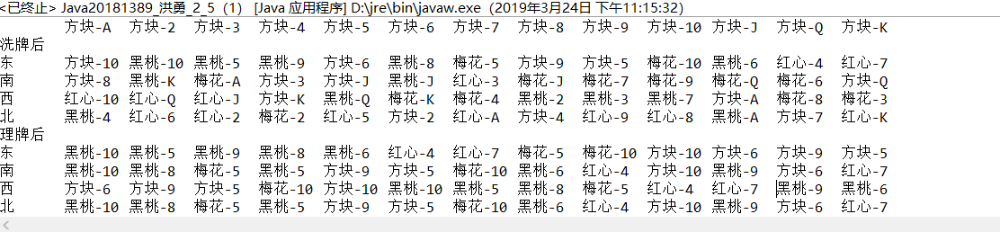 <已终止> Java20181389_洪勇_2_5（1） [Java 应用程序] D:\jre\bin\javaw.exe（2019年3月24日 下午11:15:32）
方块-A 方块-2 方块-3 方块-4 方块-5 方块-6 方块-7 方块-8 方块-9 方块-10 方块-J 方块-Q 方块-K
洗牌后
东 方块-10 黑桃-10 黑桃-5 黑桃-9 方块-6 黑桃-8 梅花-5 方块-9 方块-5 梅花-10 黑桃-6 红心-4 红心-7
南 方块-8 黑桃-K 梅花-A 方块-3 方块-J 黑桃-J 红心-3 梅花-J 梅花-7 梅花-9 梅花-Q 梅花-6 方块-Q
西 红心-10 红心-Q 红心-J 方块-K 黑桃-Q 梅花-K 梅花-4 黑桃-2 黑桃-3 黑桃-7 方块-A 梅花-8 梅花-3
北 黑桃-4 红心-6 红心-2 梅花-2 红心-5 方块-2 红心-A 方块-4 红心-9 红心-8 黑桃-A 方块-7 红心-K
理牌后
东 黑桃-10 黑桃-5 黑桃-9 黑桃-8 黑桃-6 红心-4 红心-7 梅花-5 梅花-10 方块-10 方块-6 方块-9 方块-5
南 黑桃-10 黑桃-8 梅花-5 黑桃-5 方块-9 方块-5 梅花-10 黑桃-6 红心-4 方块-10 黑桃-9 方块-6 红心-7
西 方块-6 方块-9 方块-5 梅花-10 方块-10 黑桃-10 黑桃-5 黑桃-8 梅花-5 红心-4 红心-7 黑桃-9 黑桃-6
北 黑桃-10 黑桃-8 梅花-5 黑桃-5 方块-9 方块-5 梅花-10 黑桃-6 红心-4 方块-10 黑桃-9 方块-6 红心-7